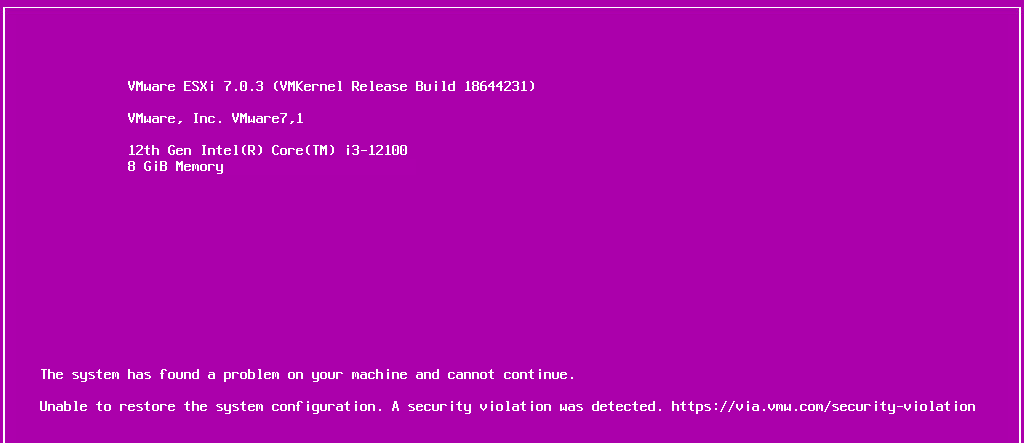 VMware ESXi 7.0.3 (VMKernel Release Build 18644231)
VMware, Inc. VMware7,1
12th Gen Intel(R) Core(TM) i3-12100
8 GiB Memory
The system has found a problem on your machine and cannot continue.
Unable to restore the system configuration. A security violation was detected. https://via.vmw.com/security-violation